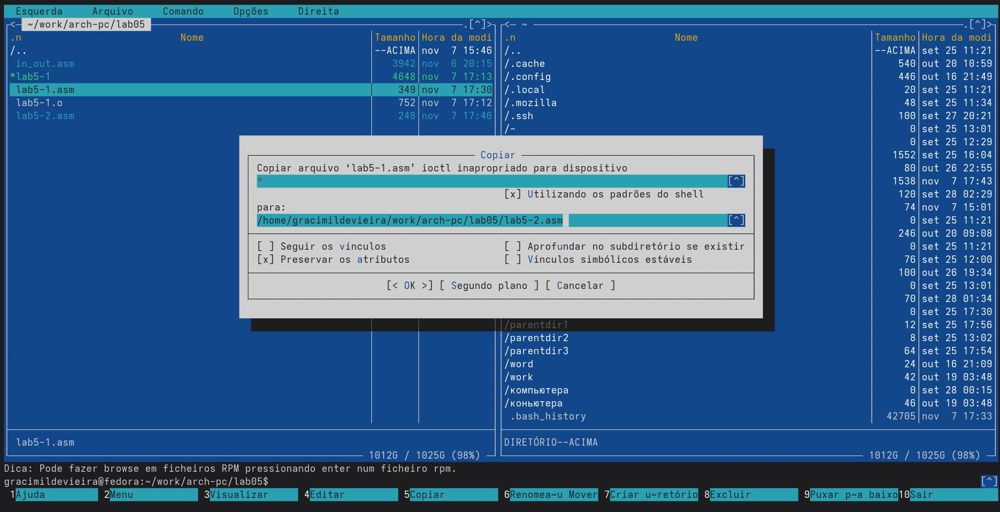 Esquerda Arquivo Comando Opções Direita
<─ ~/work/arch-pc/lab05 .[^]> <─ ~ .[^]>
.n Nome Tamanho Hora da modi .n Nome Tamanho Hora da modi
/.. --ACIMA nov 7 15:46 /.. --ACIMA set 25 11:21
in_out.asm 3942 nov 6 20:15 /.cache 540 out 20 10:59
*lab5-1 4648 nov 7 17:13 /.config 446 out 16 21:49
lab5-1.asm 349 nov 7 17:30 /.local 20 set 25 11:21
lab5-1.o 752 nov 7 17:12 /.mozilla 48 set 25 11:34
lab5-2.asm 248 nov 7 17:46 /.ssh 100 set 27 20:21
/- 0 set 25 13:01
0 set 25 12:29
Copiar 1552 set 25 16:04
Copiar arquivo ‘lab5-1.asm’ ioctl inapropriado para dispositivo 80 out 26 22:55
* [^] 1538 nov 7 17:43
[x] Utilizando os padrões do shell 120 set 28 02:29
para: 74 nov 7 15:01
/home/gracimildevieira/work/arch-pc/lab05/lab5-2.asm [^] 0 set 25 11:21
246 out 20 09:08
[ ] Seguir os vínculos [ ] Aprofundar no subdiretório se existir 0 set 25 11:21
[x] Preservar os atributos [ ] Vínculos simbólicos estáveis 76 set 25 12:00
100 out 26 19:34
[< OK >] [ Segundo plano ] [ Cancelar ] 0 set 25 13:01
70 set 28 01:34
0 set 25 17:30
/parentdir1 12 set 25 17:56
/parentdir2 8 set 25 13:02
/parentdir3 64 set 25 17:54
/word 24 out 16 21:09
/work 42 out 19 03:48
/компьютера 0 set 28 00:15
/коньютера 46 out 19 03:48
.bash_history 42705 nov 7 17:33
lab5-1.asm DIRETÓRIO--ACIMA
1012G / 1025G (98%) 1012G / 1025G (98%)
Dica: Pode fazer browse em ficheiros RPM pressionando enter num ficheiro rpm.
gracimildevieira@fedora:~/work/arch-pc/lab05$ [^]
1Ajuda 2Menu 3Visualizar 4Editar 5Copiar 6Renomea~u Mover 7Criar u~retório 8Excluir 9Puxar p~a baixo 10Sair